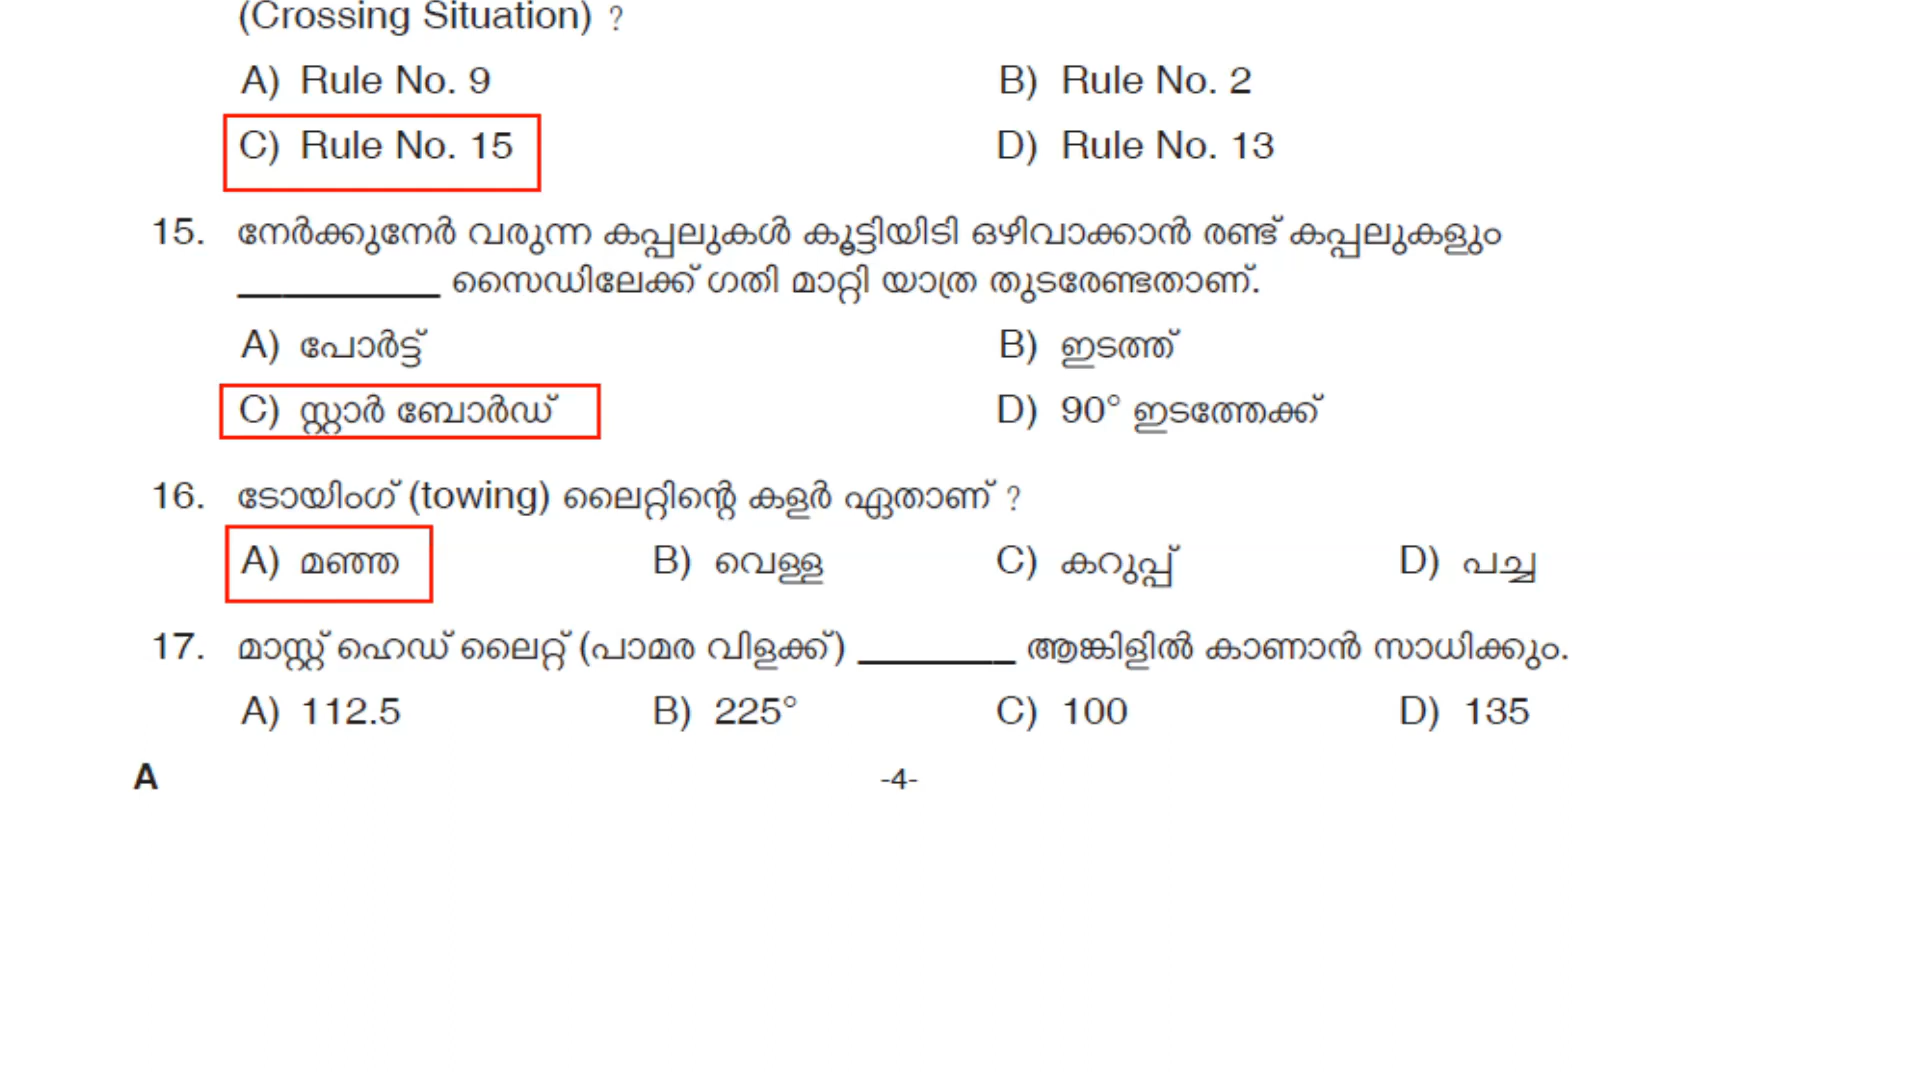 (Crossing Situation) ?
A) Rule No. 9 B) Rule No. 2
C) Rule No. 15 D) Rule No. 13
15. നേർക്കുനേർ വരുന്ന കപ്പലുകൾ കൂട്ടിയിടി ഒഴിവാക്കാൻ രണ്ട് കപ്പലുകളും
__________ സൈഡിലേക്ക് ഗതി മാറ്റി യാത്ര തുടരേണ്ടതാണ്.
A) പോർട്ട് B) ഇടത്ത്
C) സ്റ്റാർ ബോർഡ് D) 90° ഇടത്തേക്ക്
16. ടോയിംഗ് (towing) ലൈറ്റിന്റെ കളർ ഏതാണ് ?
A) മഞ്ഞ B) വെള്ള C) കറുപ്പ് D) പച്ച
17. മാസ്റ്റ് ഹെഡ് ലൈറ്റ് (പാമര വിളക്ക്) ________ ആങ്കിളിൽ കാണാൻ സാധിക്കും.
A) 112.5 B) 225° C) 100 D) 135
A -4-